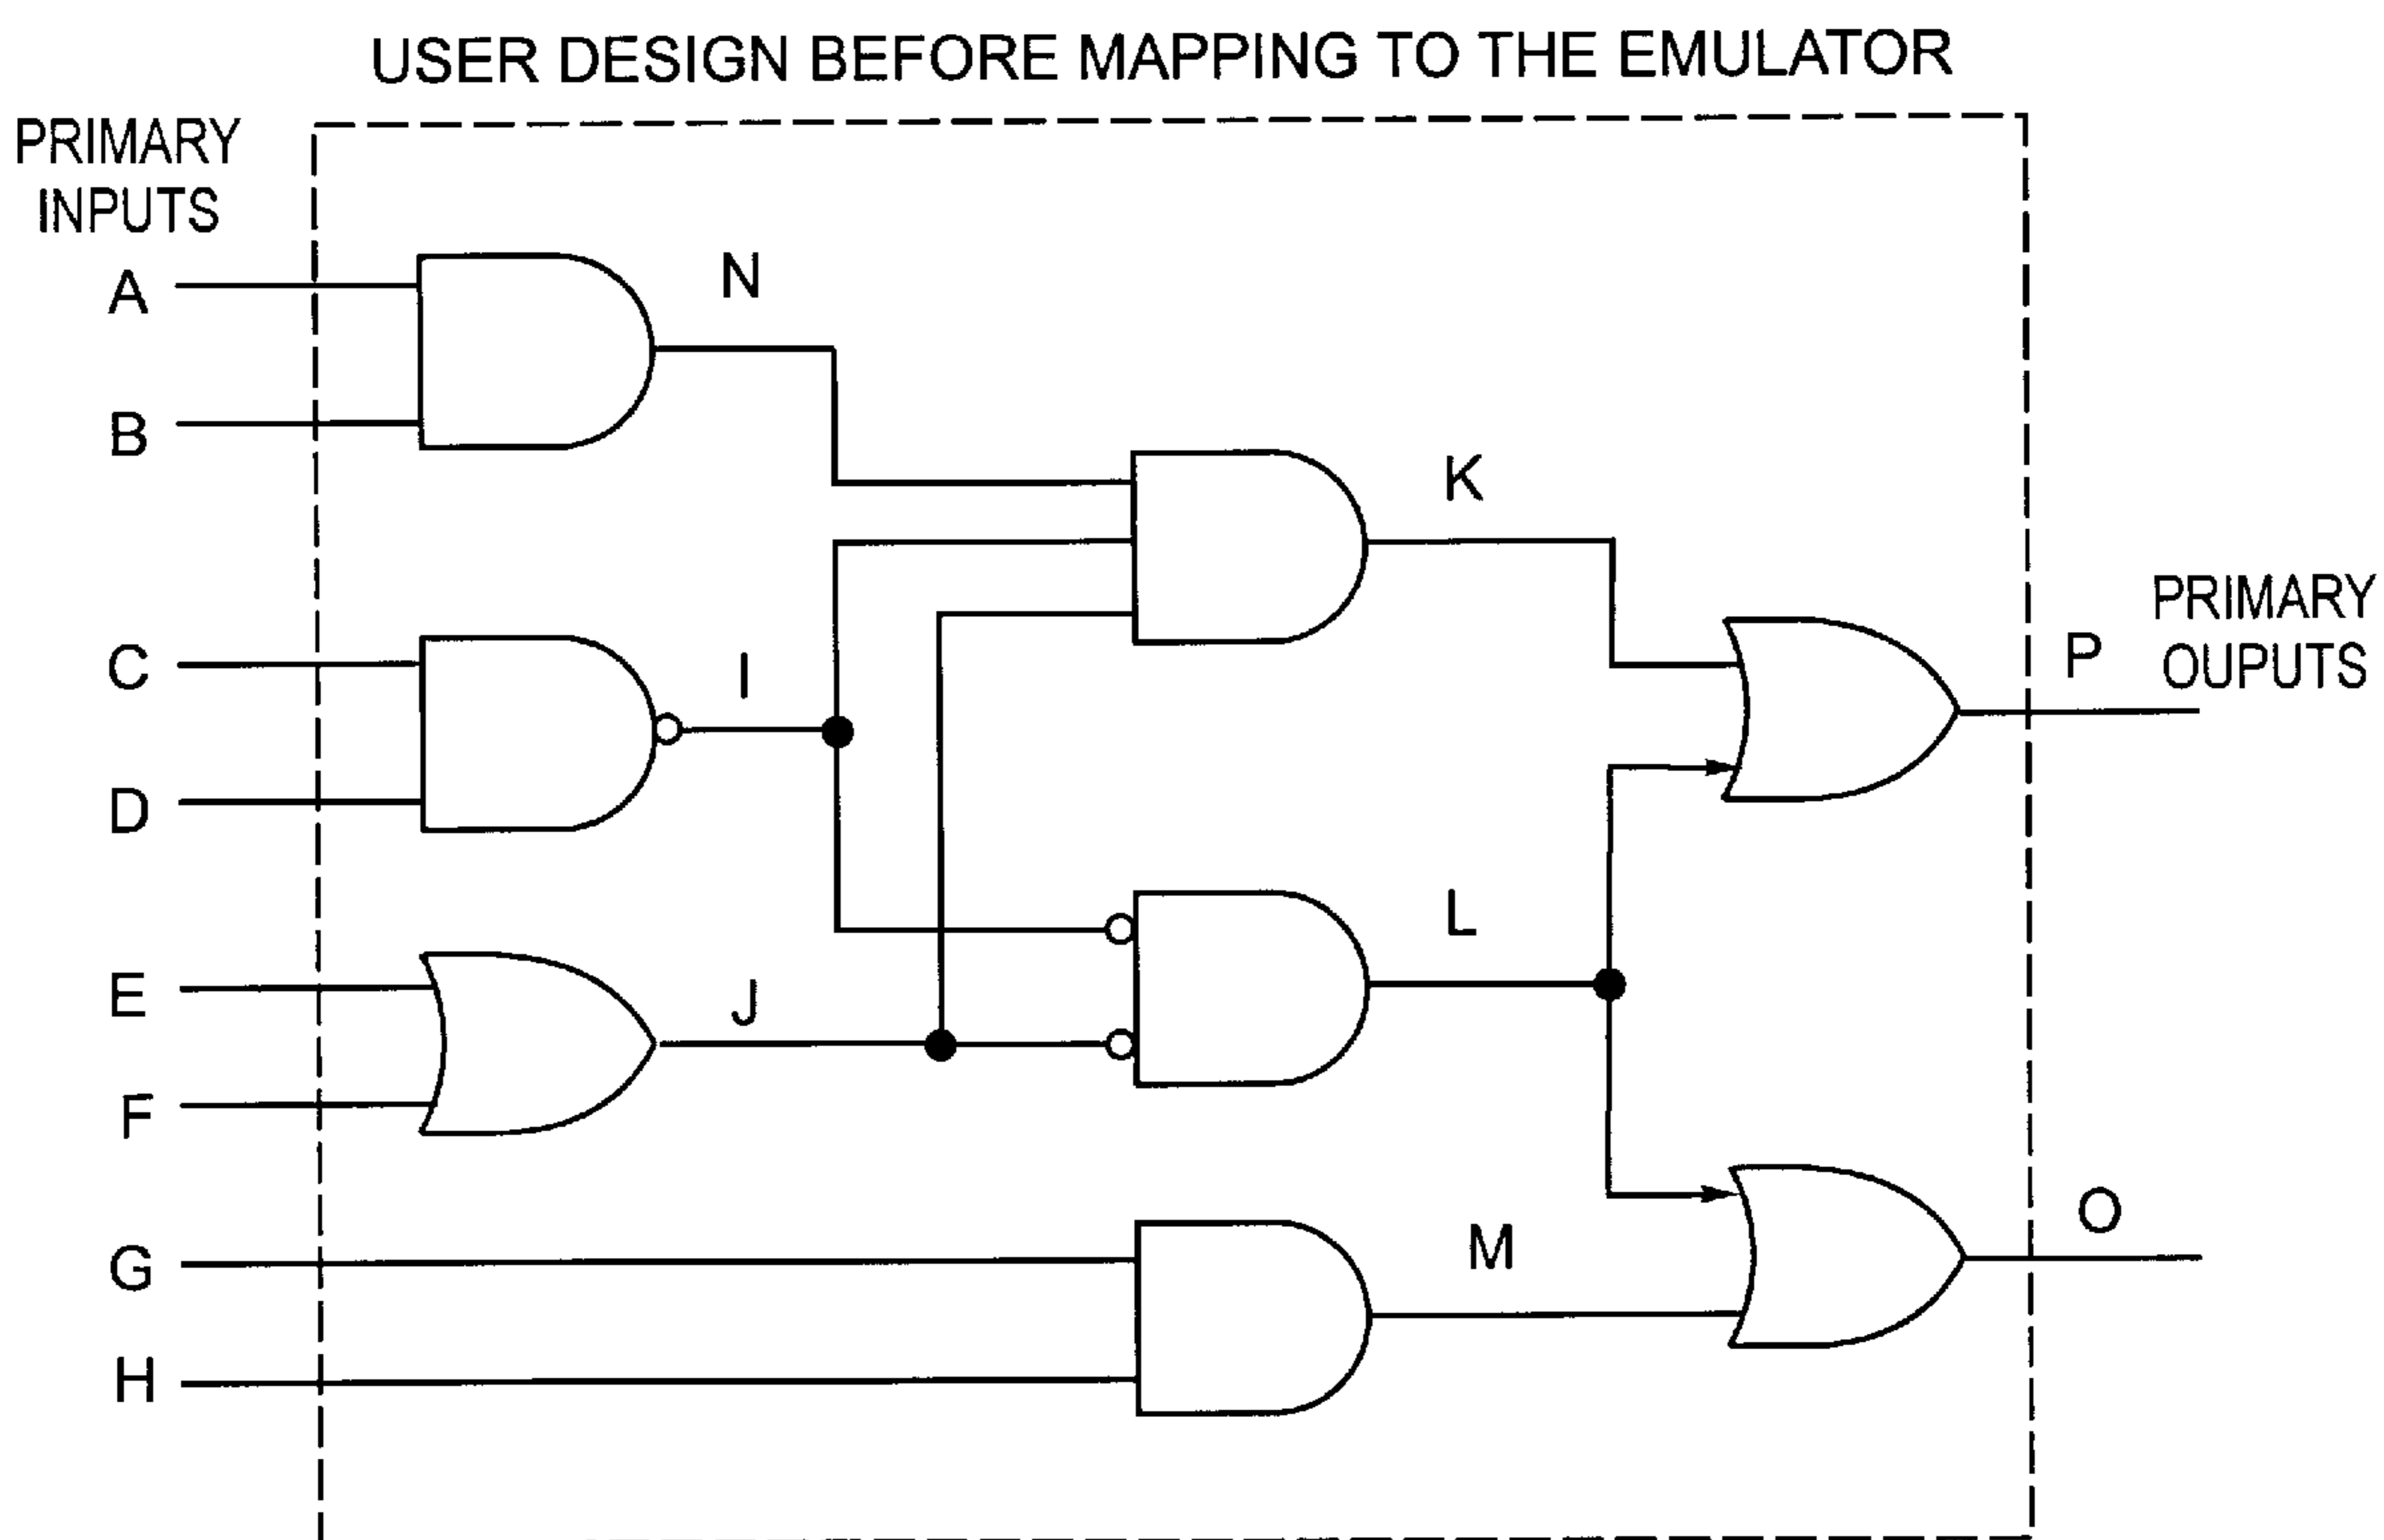 USER DESIGN BEFORE MAPPING TO THE EMULATOR
PRIMARY
INPUTS
A
N
B
K
C
I
PRIMARY
P
OUPUTS
D
L
E
J
F
G
M
O
H